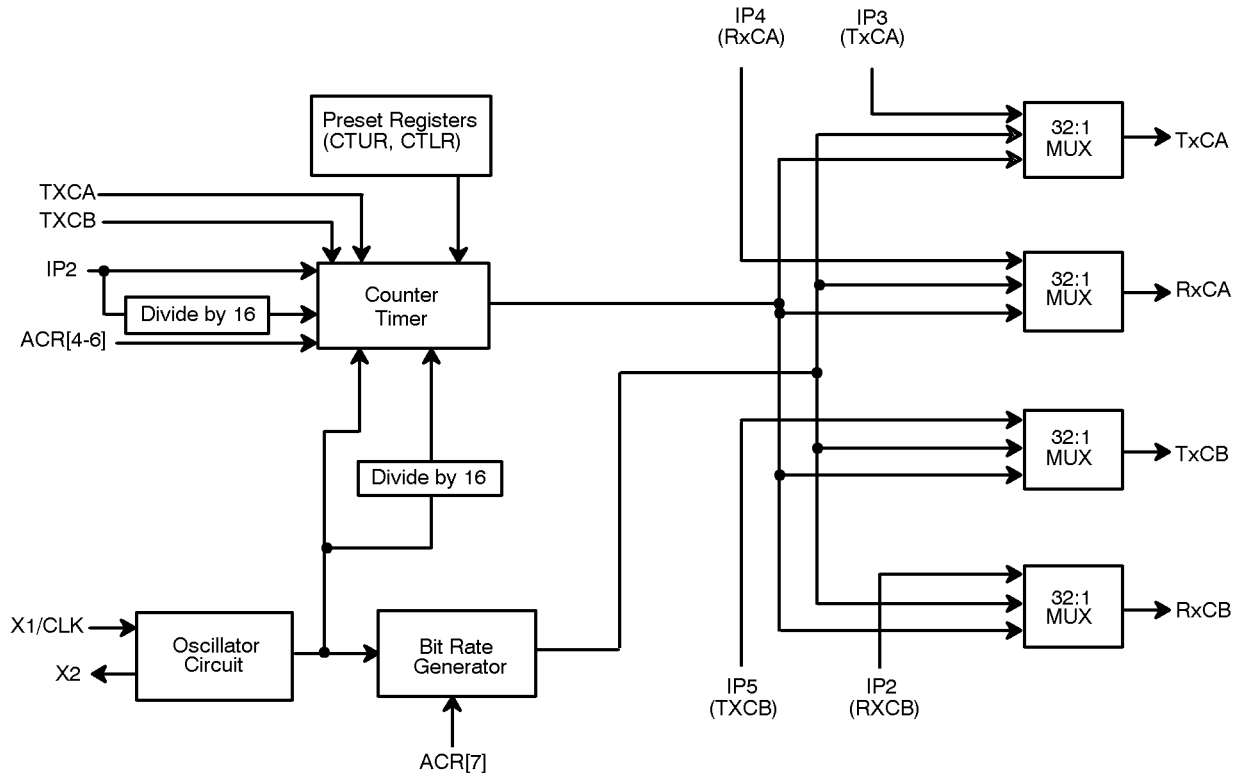 IP4
(RxCA)
IP3
(TxCA)
Preset Registers
(CTUR, CTLR)
32:1
MUX
TxCA
TXCA
TXCB
IP2
Divide by 16
ACR[4-6]
Counter
Timer
32:1
MUX
RxCA
Divide by 16
32:1
MUX
TxCB
X1/CLK
X2
Oscillator
Circuit
Bit Rate
Generator
ACR[7]
32:1
MUX
RxCB
IP5
(TXCB)
IP2
(RXCB)